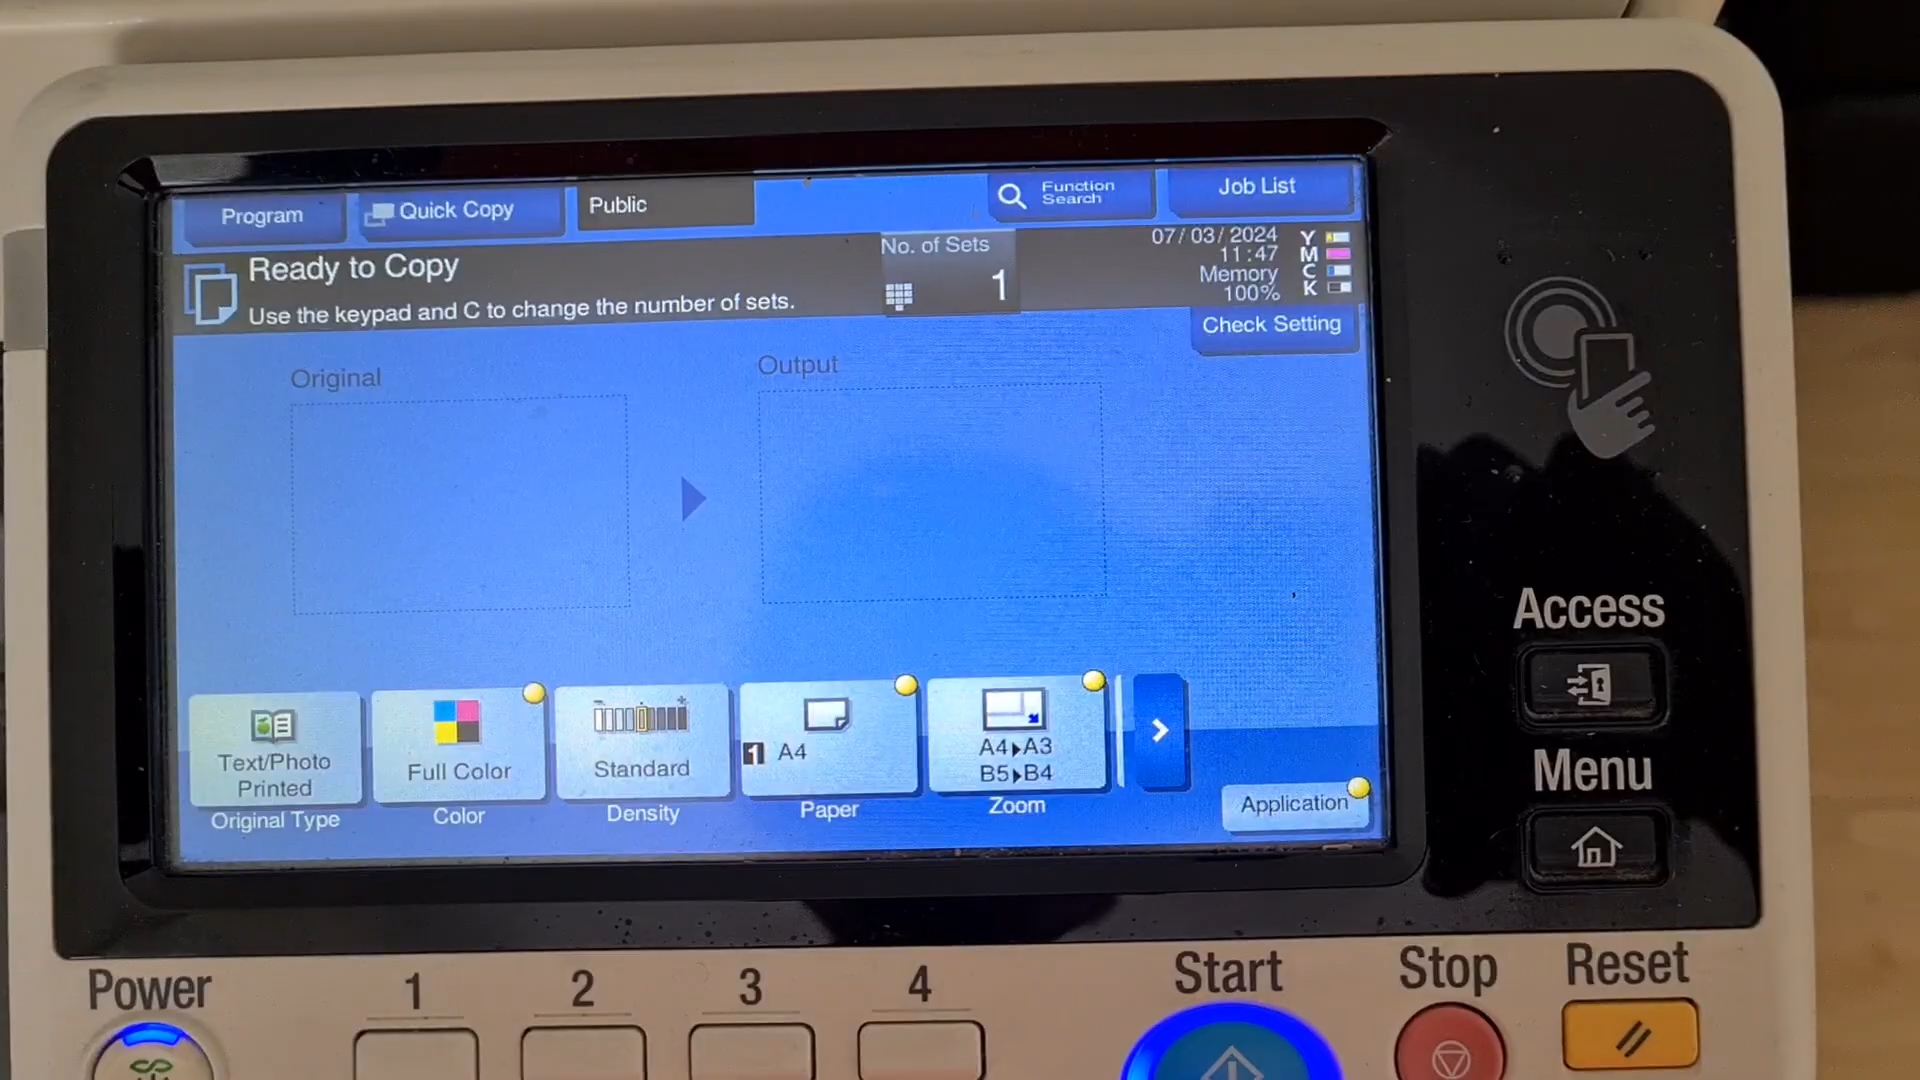 Program
Quick Copy
Public
Function
Search
Job List
Ready to Copy
Use the keypad and C to change the number of sets.
No. of Sets
1
07/03/2024
11:47
Memory
100%
Y
M
C
K
Check Setting
Original
Output
Text/Photo
Printed
Original Type
Full Color
Color
Standard
Density
1 A4
Paper
A4▸A3
B5▸B4
Zoom
Application
Access
Menu
Power
1
2
3
4
Start
Stop
Reset